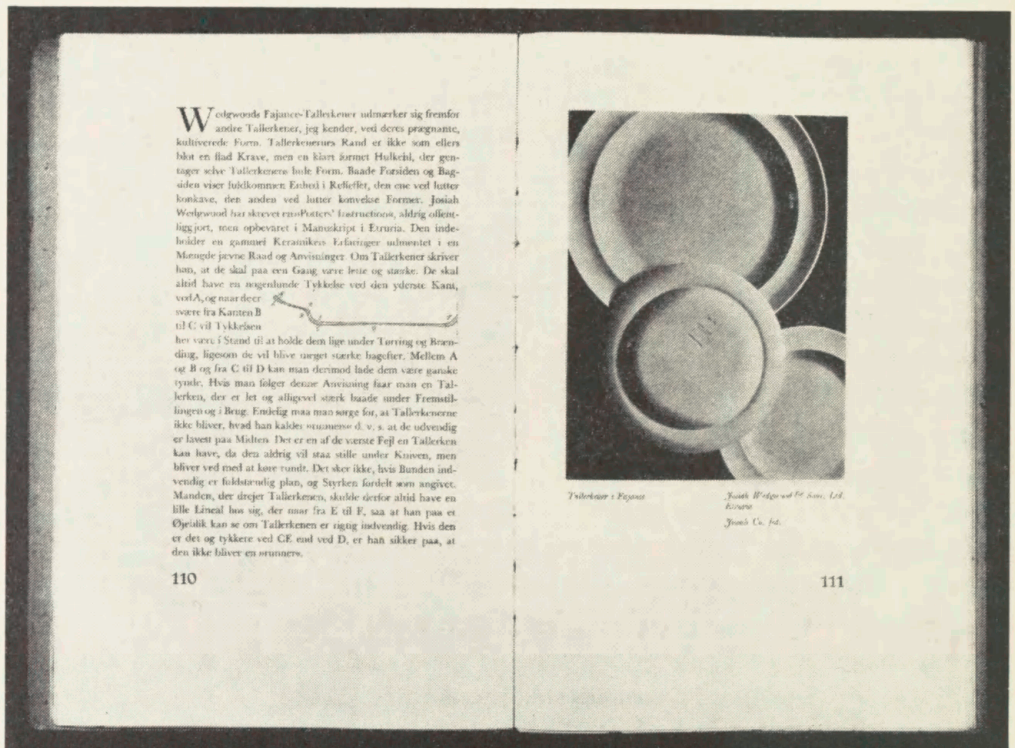 Wedgwoods Fajance-Tallerkener udmærker sig fremfor
andre Tallerkener, jeg kender, ved deres prægnante,
kultiverede Form. Tallerkenernes Rand er ikke som ellers
blot en flad Krave, men en klart formet Hulkehl, der gen-
tager selve Tallerkenens hule Form. Baade Forsiden og Bag-
siden viser fuldkommen Enhed i Relieffet, den ene ved lutter
konkave, den anden ved lutter konvekse Former. Josiah
Wedgwood har skrevet en »Potters' Instructions, aldrig offent-
liggjort, men opbevaret i Manuskript i Etruria. Den inde-
holder en gammel Keramikers Erfaringer udmøntet i en
Mængde jævne Raad og Anvisninger. Om Tallerkener skriver
han, at de skal paa een Gang være lette og stærke. De skal
altid have en nogenlunde Tykkelse ved den yderste Kant,
ved A, og naar de er
svære fra Kanten B
til C vil Tykkelsen
her være i Stand til at holde dem lige under Tørring og Bræn-
ding, ligesom de vil blive meget stærke bagefter. Mellem A
og B og fra C til D kan man derimod lade dem være ganske
tynde. Hvis man følger denne Anvisning faar man en Tal-
lerken, der er let og alligevel stærk baade under Fremstil-
lingen og i Brug. Endelig maa man sørge for, at Tallerkenerne
ikke bliver, hvad han kalder »runners« d. v. s. at de udvendig
er lavest paa Midten. Det er en af de værste Fejl en Tallerken
kan have, da den aldrig vil staa stille under Kniven, men
bliver ved med at køre rundt. Det sker ikke, hvis Bunden ind-
vendig er fuldstændig plan, og Styrken fordelt som angivet.
Manden, der drejer Tallerkenen, skulde derfor altid have en
lille Lineal hos sig, der naar fra E til F, saa at han paa et
Øjeblik kan se om Tallerkenen er rigtig indvendig. Hvis den
er det og tykkere ved CE end ved D, er han sikker paa, at
den ikke bliver en »runner«.
110
Tallerkener i Fajance
Josiah Wedgwood & Sons, Ltd.
Etruria
Jonals Co. fot.
111